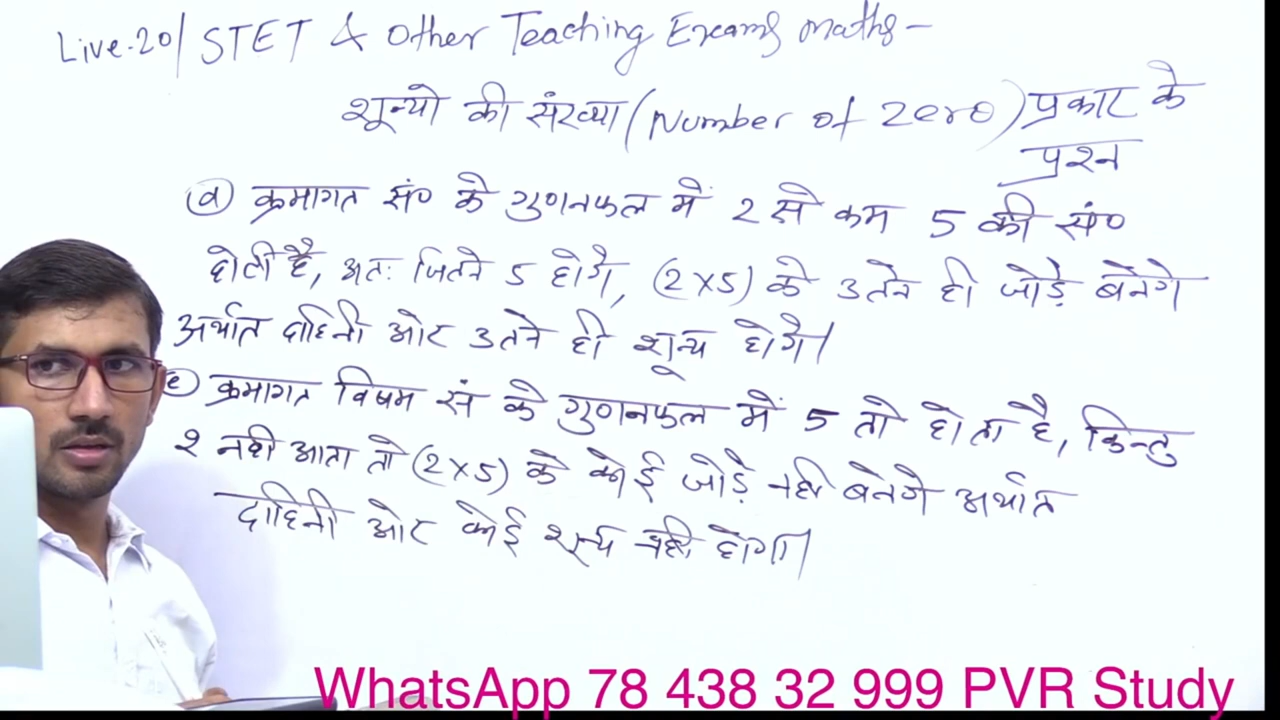 Live-20/ STET & Other Teaching Exams maths-
शून्यो की संख्या (Number of zero) प्रकार के
प्रश्न
(a) क्रमागत सं० के गुणनफल में 2 से कम 5 की सं०
होती है, अतः जितने 5 होंगे, (2×5) के उतने ही जोड़े बनेंगे
अर्थात दाहिनी ओर उतने ही शून्य होंगे।
(e) क्रमागत विषम सं के गुणनफल में 5 तो होता है, किन्तु
2 नही आता तो (2×5) के कोई जोड़े नही बनेंगे अर्थात
दाहिनी ओर कोई शून्य नही होगा।
WhatsApp 78 438 32 999 PVR Study